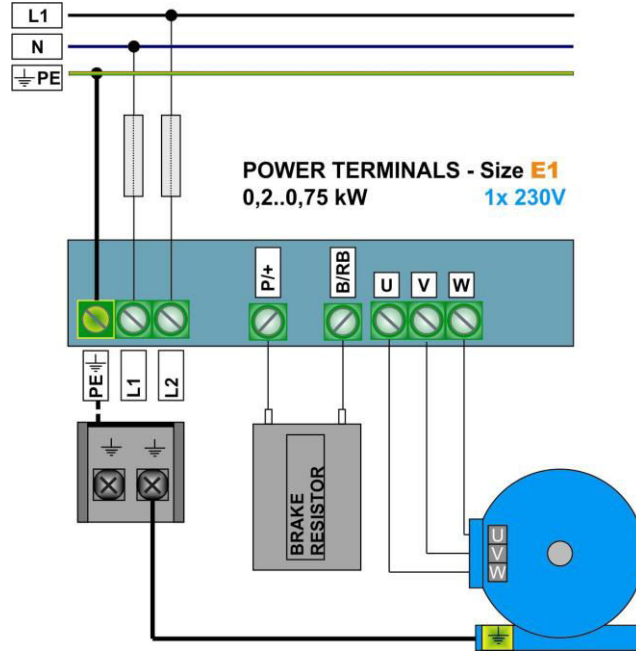 L1
N
PE
POWER TERMINALS - Size E1
0,2..0,75 kW 1x 230V
P/+
B/RB
U V W
PE
L1
L2
BRAKE
RESISTOR
U
V
W